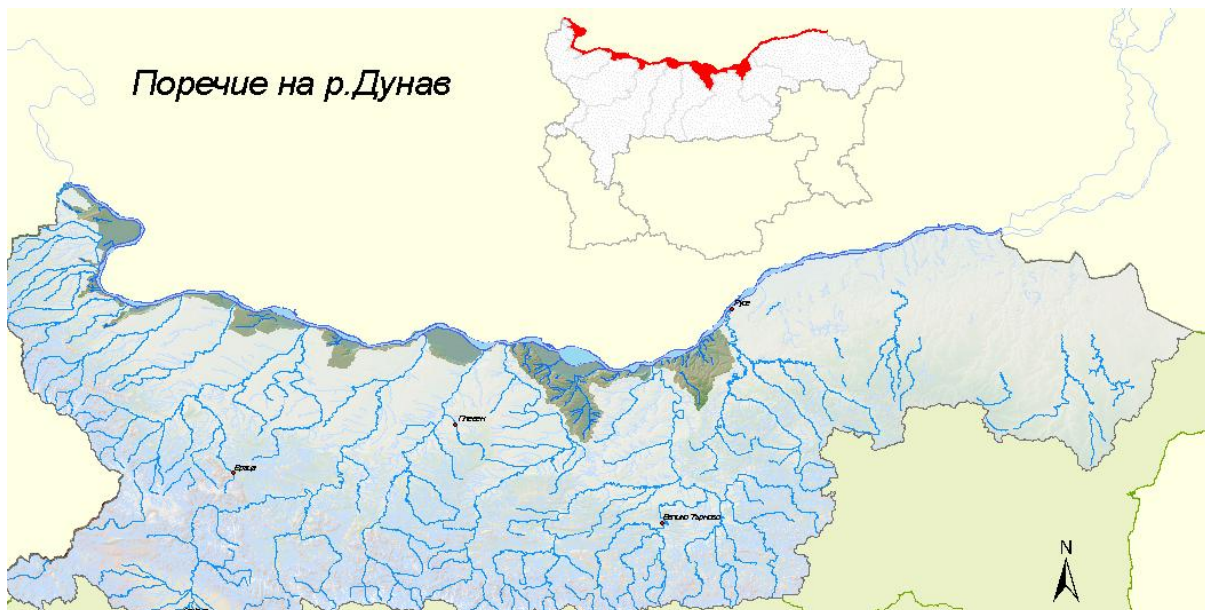 Поречие на р.Дунав
Русе
Плевен
Враца
Велико Търново
N